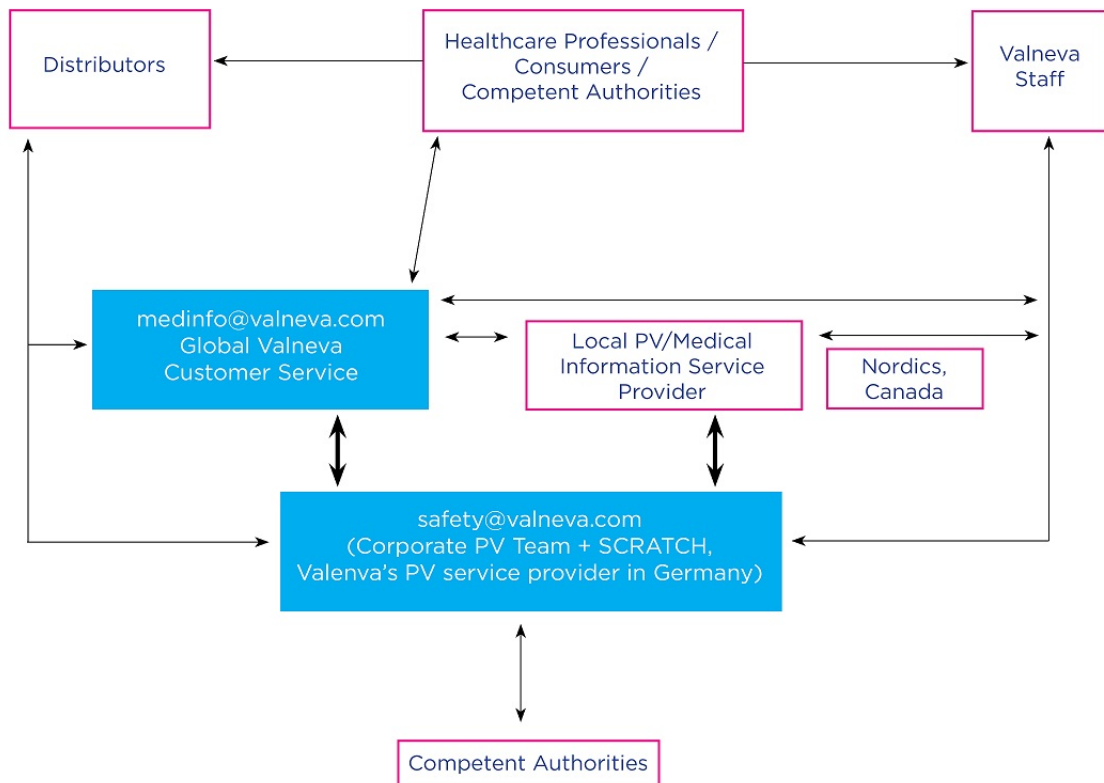 Distributors
Healthcare Professionals /
Consumers /
Competent Authorities
Valneva
Staff
medinfo@valneva.com
Global Valneva
Customer Service
Local PV/Medical
Information Service
Provider
Nordics,
Canada
safety@valneva.com
(Corporate PV Team + SCRATCH,
Valenva's PV service provider in Germany)
Competent Authorities